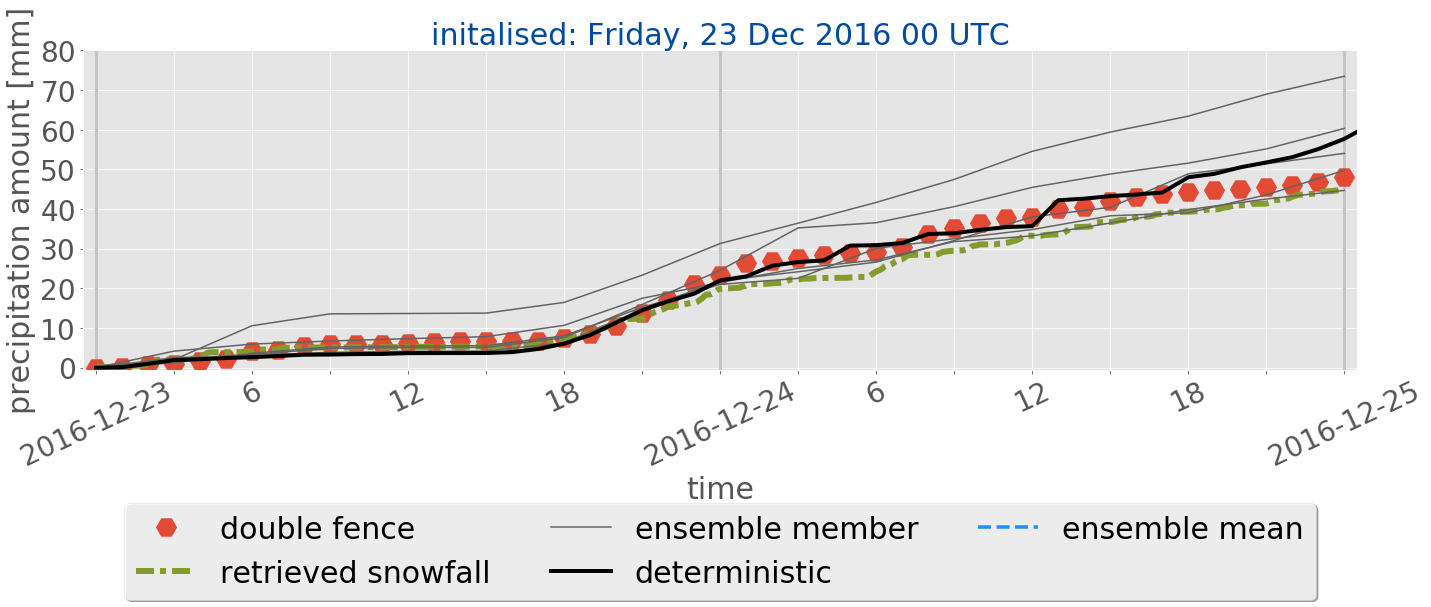 initalised: Friday, 23 Dec 2016 00 UTC
precipitation amount [mm]
80
70
60
50
40
30
20
10
0
2016-12-23 6 12 18 2016-12-24 6 12 18 2016-12-25
time
double fence ensemble member ensemble mean
retrieved snowfall deterministic